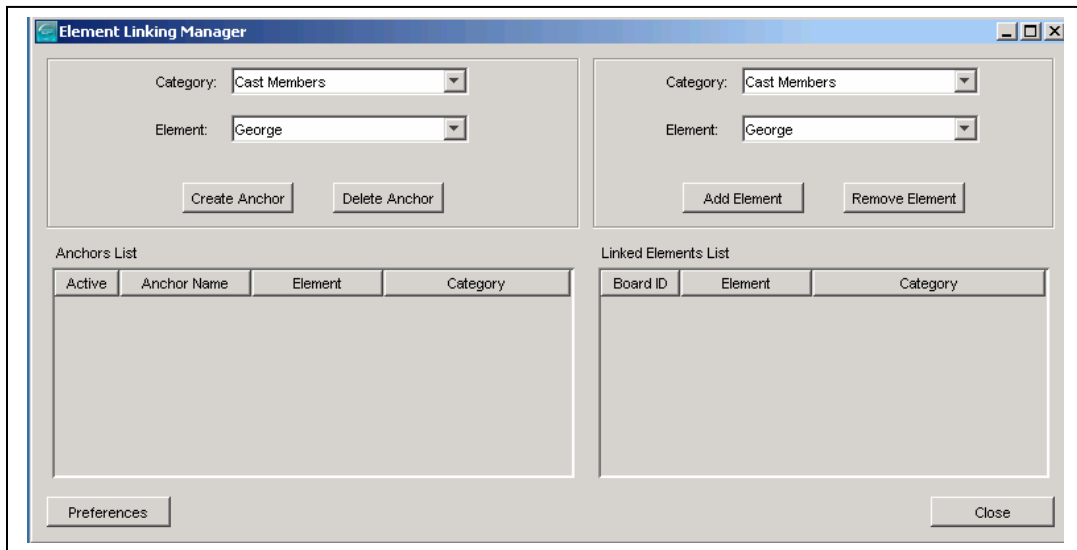 Element Linking Manager
Category: Cast Members
Element: George
Create Anchor Delete Anchor
Category: Cast Members
Element: George
Add Element Remove Element
Anchors List
Active Anchor Name Element Category
Linked Elements List
Board ID Element Category
Preferences
Close